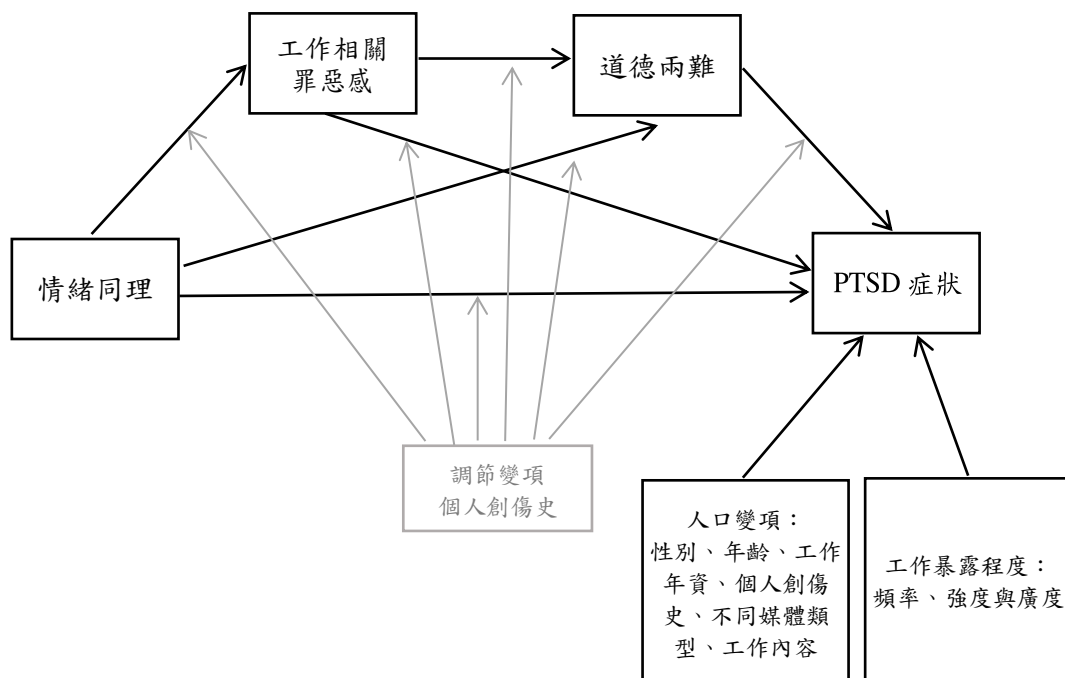 工作相關
罪惡感
道德兩難
情緒同理
PTSD 症狀
調節變項
個人創傷史
人口變項：
性別、年齡、工作
年資、個人創傷
史、不同媒體類
型、工作內容
工作暴露程度：
頻率、強度與廣度